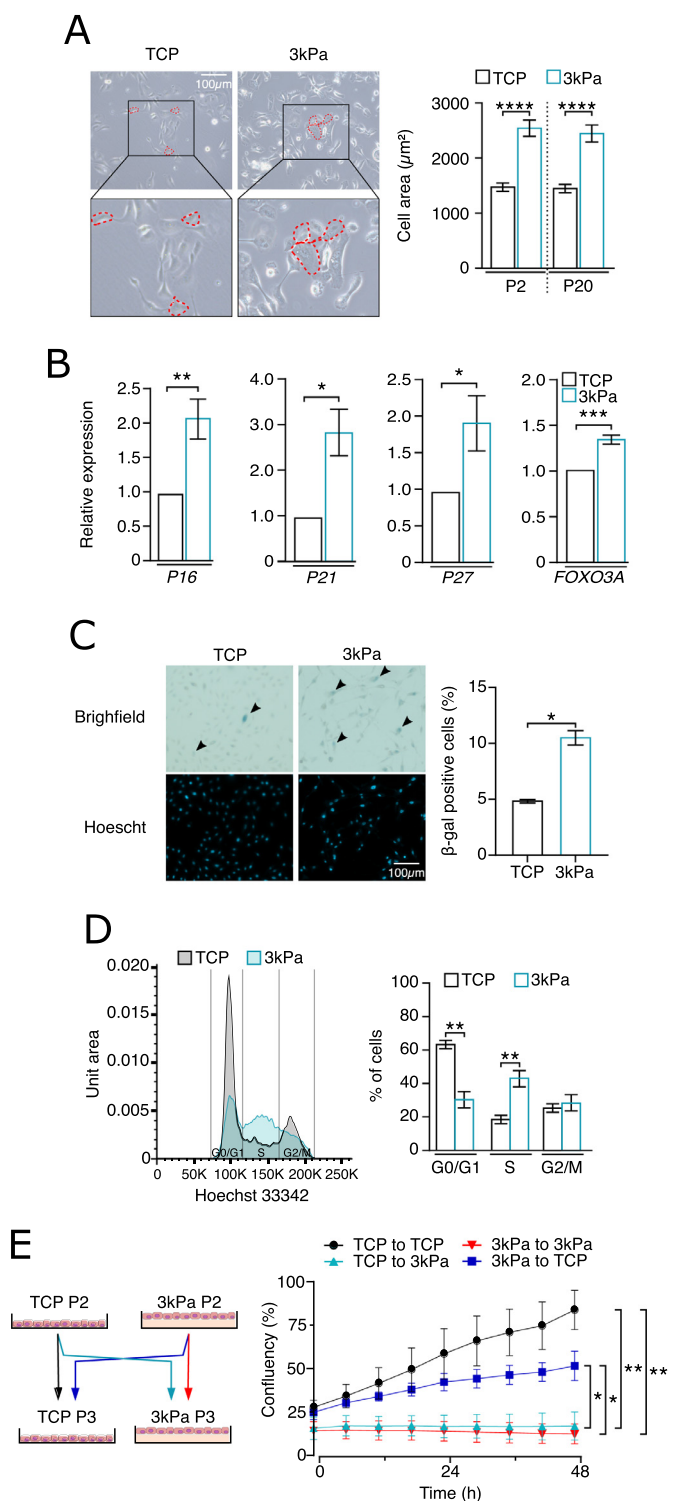 A
TCP 3kPa
100µm
TCP 3kPa
**** ****
Cell area (µm²)
3000
2000
1000
0
P2 P20
B
Relative expression
2.5
2.0
1.5
1.0
0.5
0
**
P16
4.0
3.0
2.0
1.0
0
*
P21
2.5
2.0
1.5
1.0
0.5
0
*
P27
TCP
3kPa
2.0
1.5
1.0
0.5
0
***
FOXO3A
C
TCP 3kPa
Brighfield
Hoescht
100µm
β-gal positive cells (%)
15
10
5
0
*
TCP 3kPa
D
TCP 3kPa
Unit area
0.020
0.015
0.010
0.005
0
G0/G1 S G2/M
0 50K 100K 150K 200K 250K
Hoechst 33342
TCP 3kPa
% of cells
100
80
60
40
20
0
** **
G0/G1 S G2/M
E
TCP to TCP 3kPa to 3kPa
TCP to 3kPa 3kPa to TCP
TCP P2 3kPa P2
TCP P3 3kPa P3
Confluency (%)
100
75
50
25
0
0 24 48
Time (h)
* * ** **